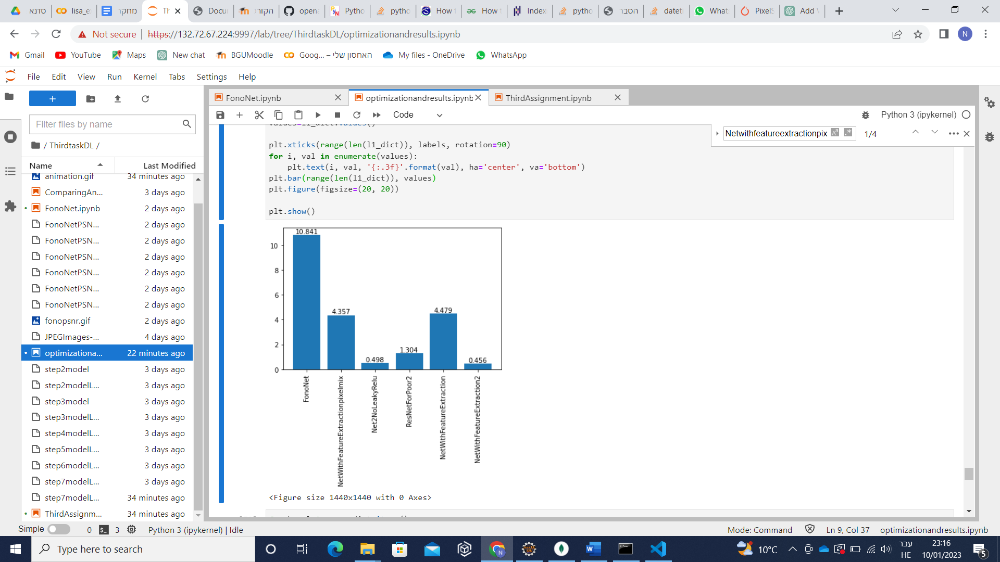 סדנא
lisa_e
מחקר
Th
Docu
הקור
opena
Pytho
pytho
How
How
Index
pytho
הסבר
dateti
What
PixelS
Add
Not secure
https://132.72.67.224:9997/lab/tree/ThirdtaskDL/optimizationandresults.ipynb
N
Gmail
YouTube
Maps
New chat
BGUMoodle
האחסון שלי – Goog...
My files - OneDrive
WhatsApp
File Edit View Run Kernel Tabs Settings Help
FonoNet.ipynb
optimizationandresults.ipynb
ThirdAssignment.ipynb
Code
Python 3 (ipykernel)
Filter files by name
/ ThirdtaskDL /
Name Last Modified
animation.gif 34 minutes ago
ComparingAn... 3 days ago
FonoNet.ipynb 2 days ago
FonoNetPSN... 2 days ago
FonoNetPSN... 2 days ago
FonoNetPSN... 2 days ago
FonoNetPSN... 2 days ago
FonoNetPSN... 2 days ago
FonoNetPSN... 2 days ago
fonopsnr.gif 2 days ago
JPEGImages-... 4 days ago
optimizationa... 22 minutes ago
step2model 3 days ago
step2modelL... 3 days ago
step3model 3 days ago
step3modelL... 3 days ago
step4modelL... 3 days ago
step5modelL... 3 days ago
step6modelL... 3 days ago
step7modelL... 3 days ago
step7modelL... 34 minutes ago
ThirdAssignm... 34 minutes ago
Netwithfeatureextractionpix
1/4
values=l1_dict.values()
plt.xticks(range(len(l1_dict)), labels, rotation=90)
for i, val in enumerate(values):
    plt.text(i, val, '{:.3f}'.format(val), ha='center', va='bottom')
plt.bar(range(len(l1_dict)), values)
plt.figure(figsize=(20, 20))
plt.show()
10.841
4.357
0.498
1.304
4.479
0.456
10
8
6
4
2
0
FonoNet
NetWithFeatureExtractionpixelmix
Net2NoLeakyRelu
ResNetForPoor2
NetWithFeatureExtraction
NetWithFeatureExtraction2
<Figure size 1440x1440 with 0 Axes>
Simple
0
3
Python 3 (ipykernel) | Idle
Mode: Command
Ln 9, Col 37
optimizationandresults.ipynb
Type here to search
10°C
עבר
HE
23:16
10/01/2023
5